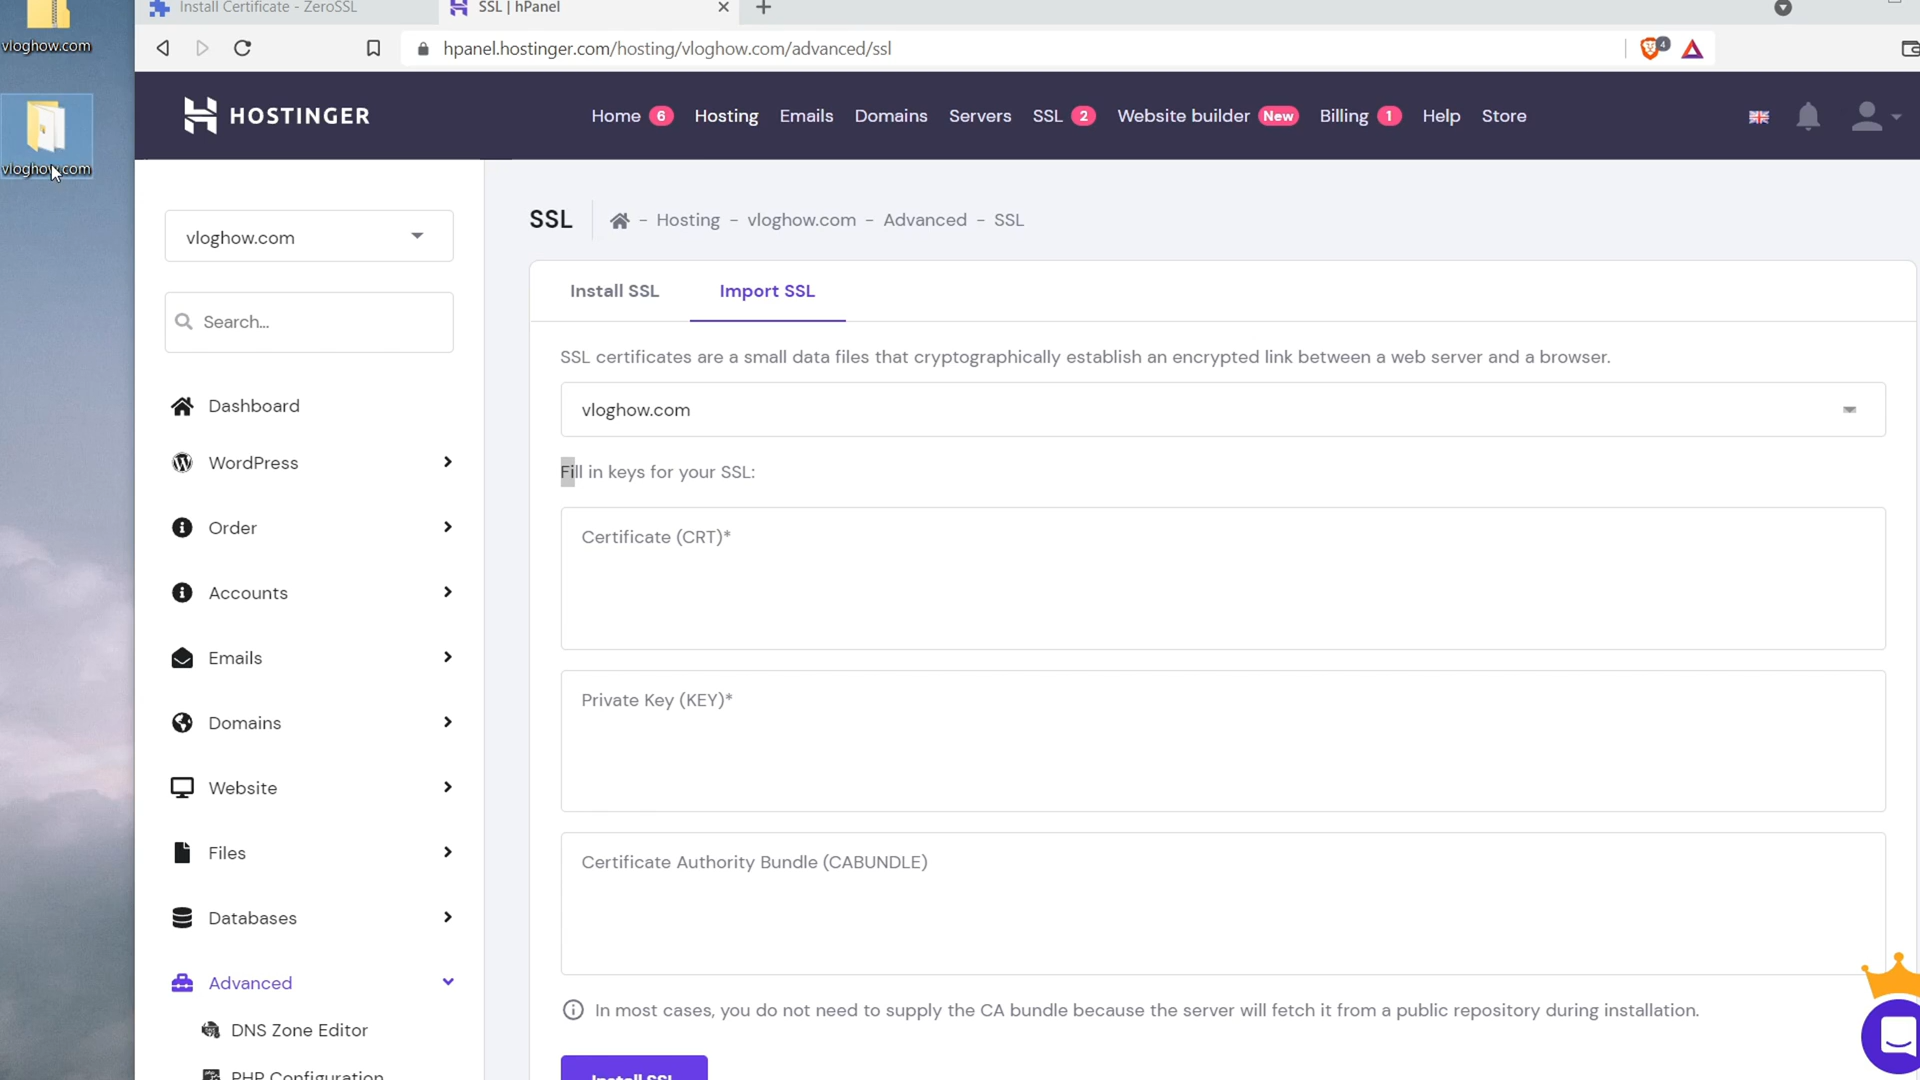 Install Certificate - ZeroSSL
SSL | hPanel
vloghow.com
hpanel.hostinger.com/hosting/vloghow.com/advanced/ssl
4
vloghow.com
HOSTINGER
Home 6 Hosting Emails Domains Servers SSL 2 Website builder New Billing 1 Help Store
vloghow.com
Search...
Dashboard
WordPress
Order
Accounts
Emails
Domains
Website
Files
Databases
Advanced
DNS Zone Editor
PHP Configuration
SSL
- Hosting - vloghow.com - Advanced - SSL
Install SSL
Import SSL
SSL certificates are a small data files that cryptographically establish an encrypted link between a web server and a browser.
vloghow.com
Fill in keys for your SSL:
Certificate (CRT)*
Private Key (KEY)*
Certificate Authority Bundle (CABUNDLE)
In most cases, you do not need to supply the CA bundle because the server will fetch it from a public repository during installation.
Install SSL